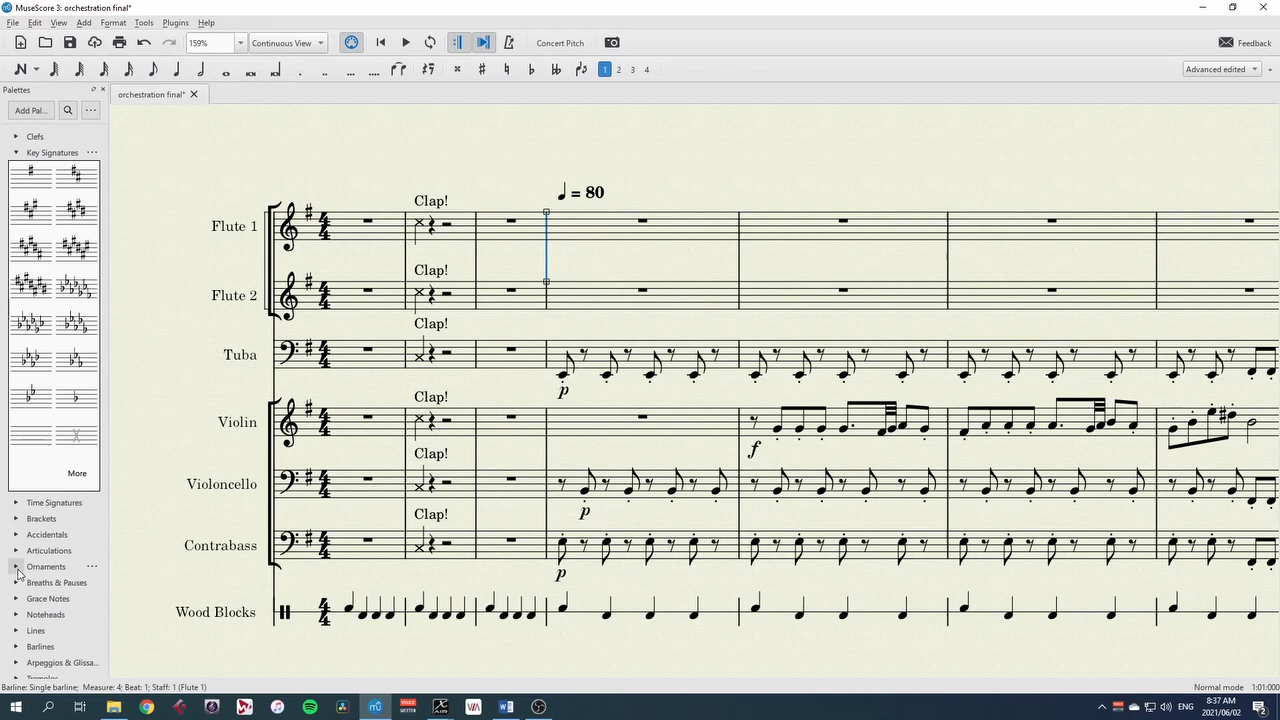 MuseScore 3: orchestration final*
File Edit View Add Format Tools Plugins Help
159% Continuous View Concert Pitch Feedback
N 1 2 3 4 Advanced edited
Palettes
orchestration final*
Add Pal...
Clefs
Key Signatures
More
Time Signatures
Brackets
Accidentals
Articulations
Ornaments
Breaths & Pauses
Grace Notes
Noteheads
Lines
Barlines
Arpeggios & Glissa...
= 80
Clap!
Flute 1
Clap!
Flute 2
Clap!
Tuba
p
Clap!
Violin
f
Clap!
Violoncello
p
Clap!
Contrabass
p
Wood Blocks
4
4
Barline: Single barline; Measure: 4; Beat: 1; Staff: 1 (Flute 1)
Normal mode 1:01:000
ENG 8:37 AM
2021/06/02
2